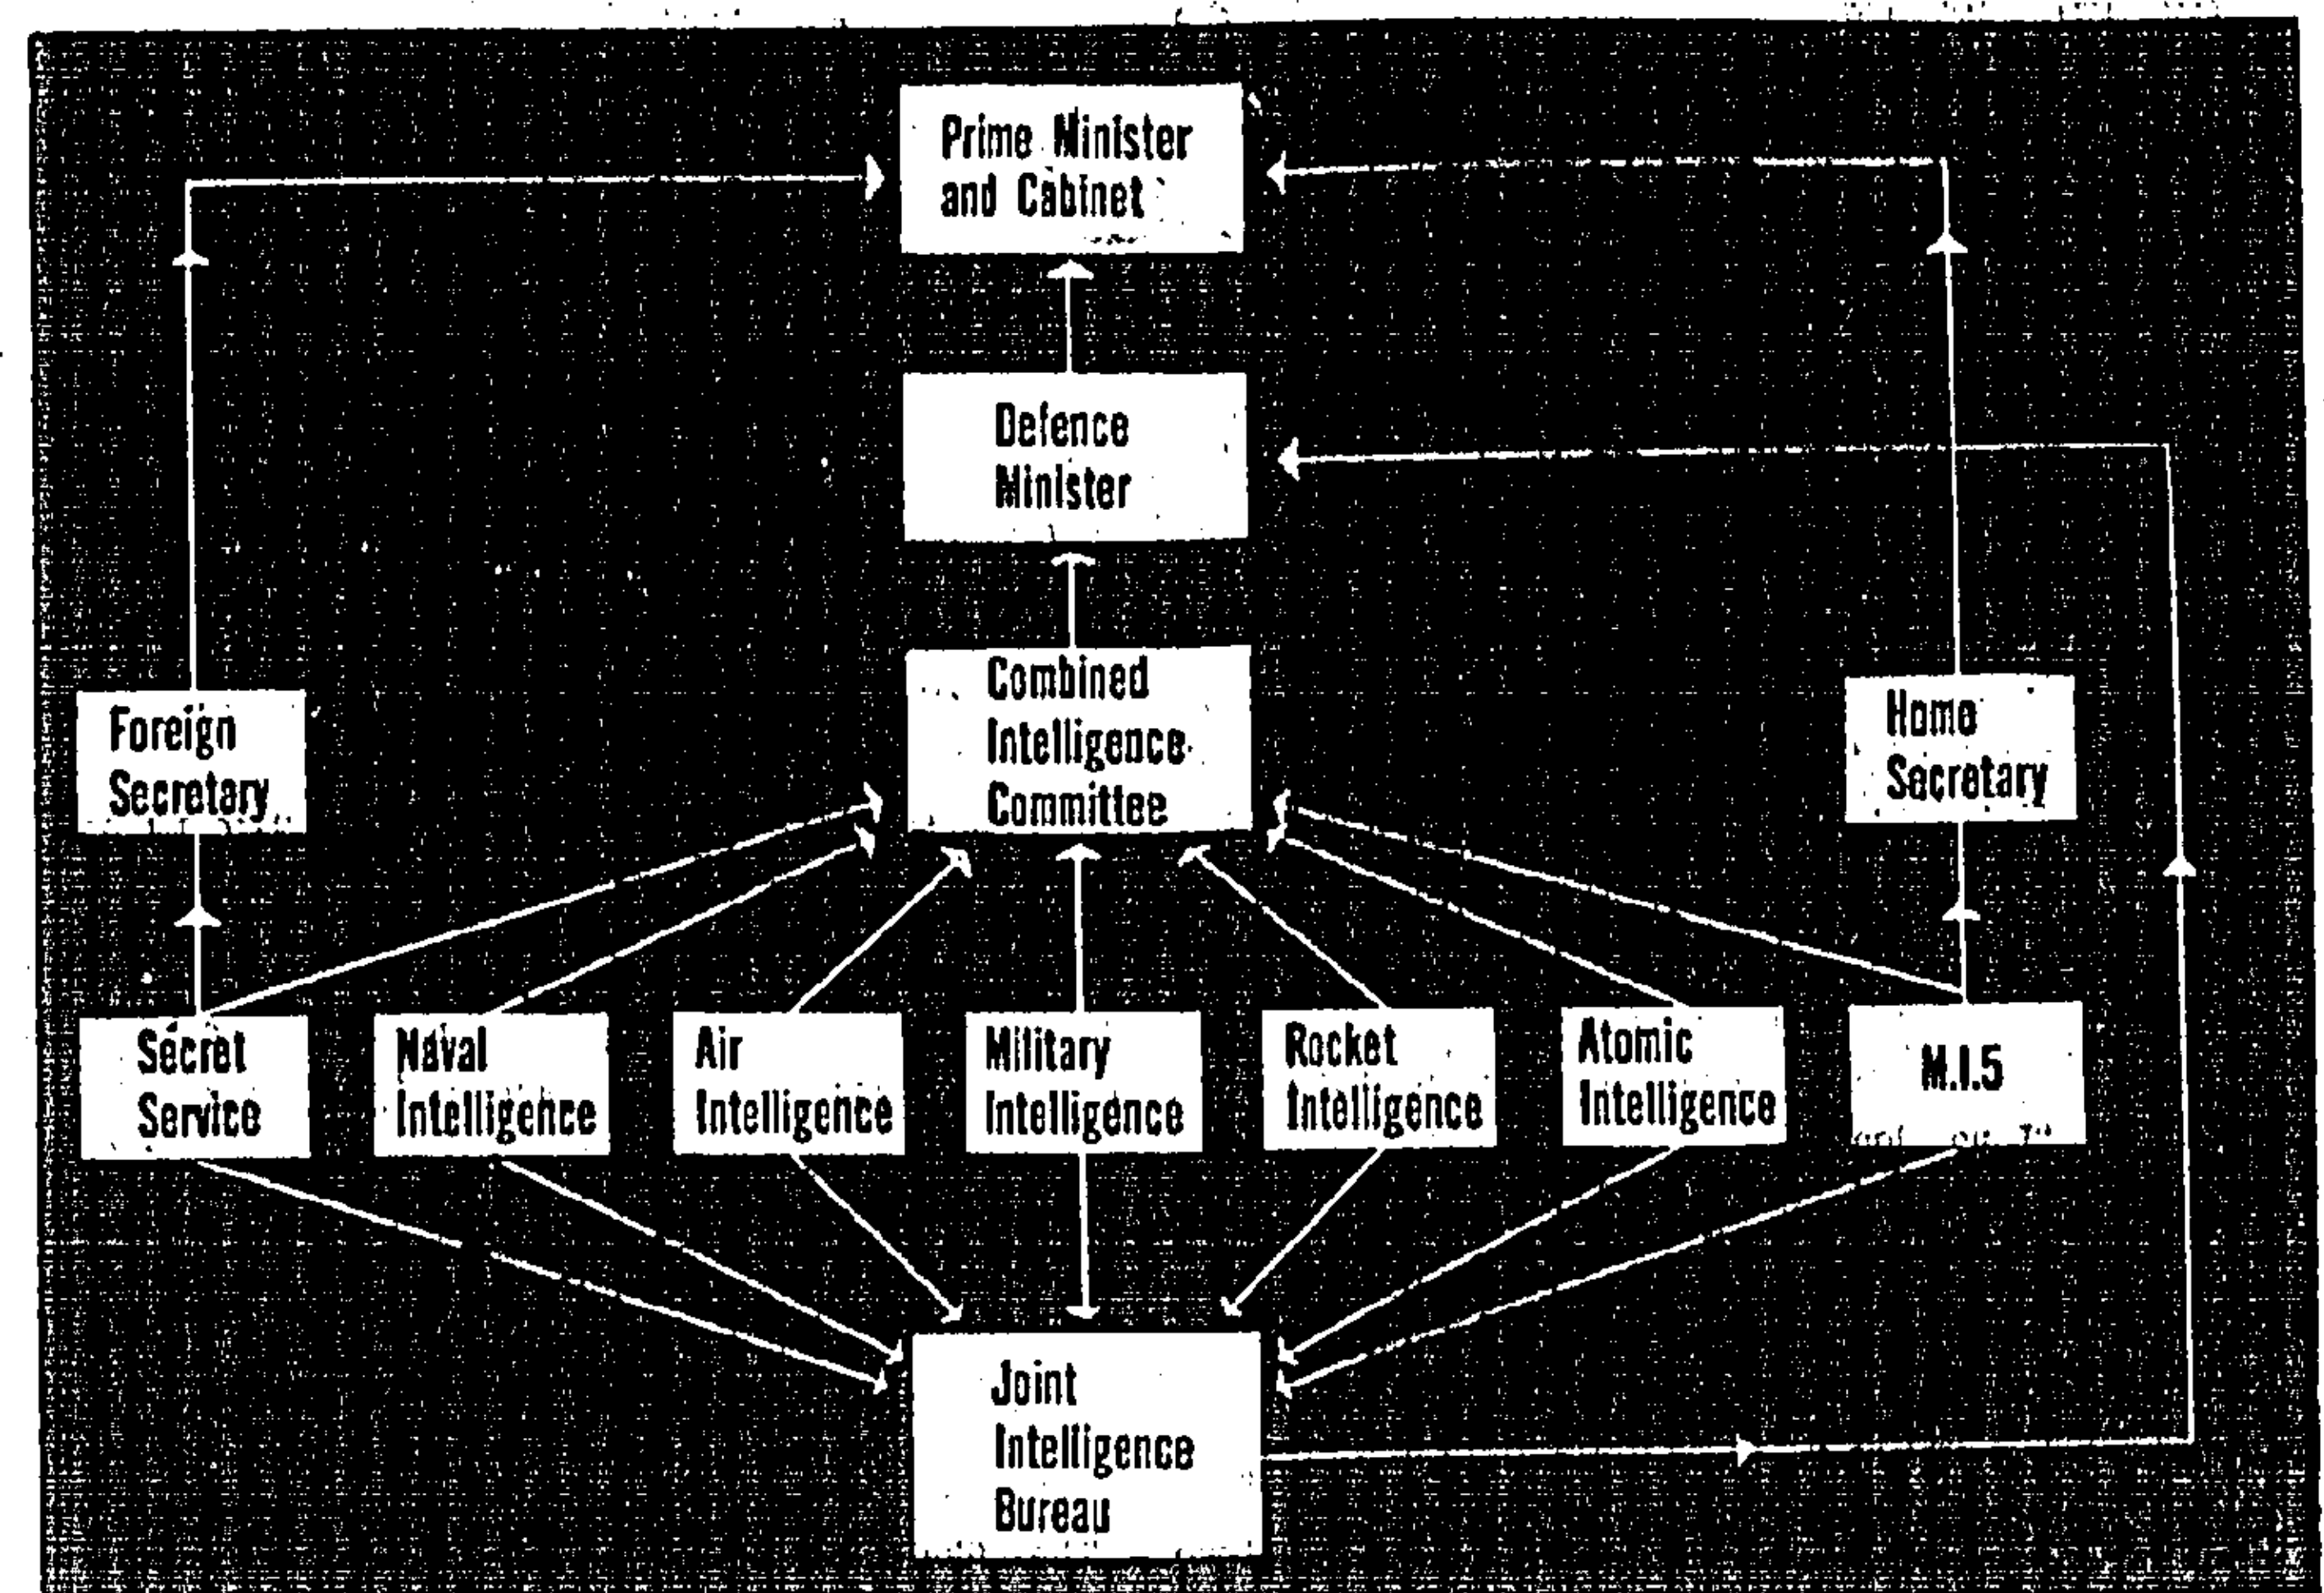 Prime Minister
and Cabinet
Defence
Minister
Combined
Intelligence
Committee
Foreign
Secretary
Home
Secretary
Secret
Service
Naval
Intelligence
Air
Intelligence
Military
Intelligence
Rocket
Intelligence
Atomic
Intelligence
M.I.5
Joint
Intelligence
Bureau